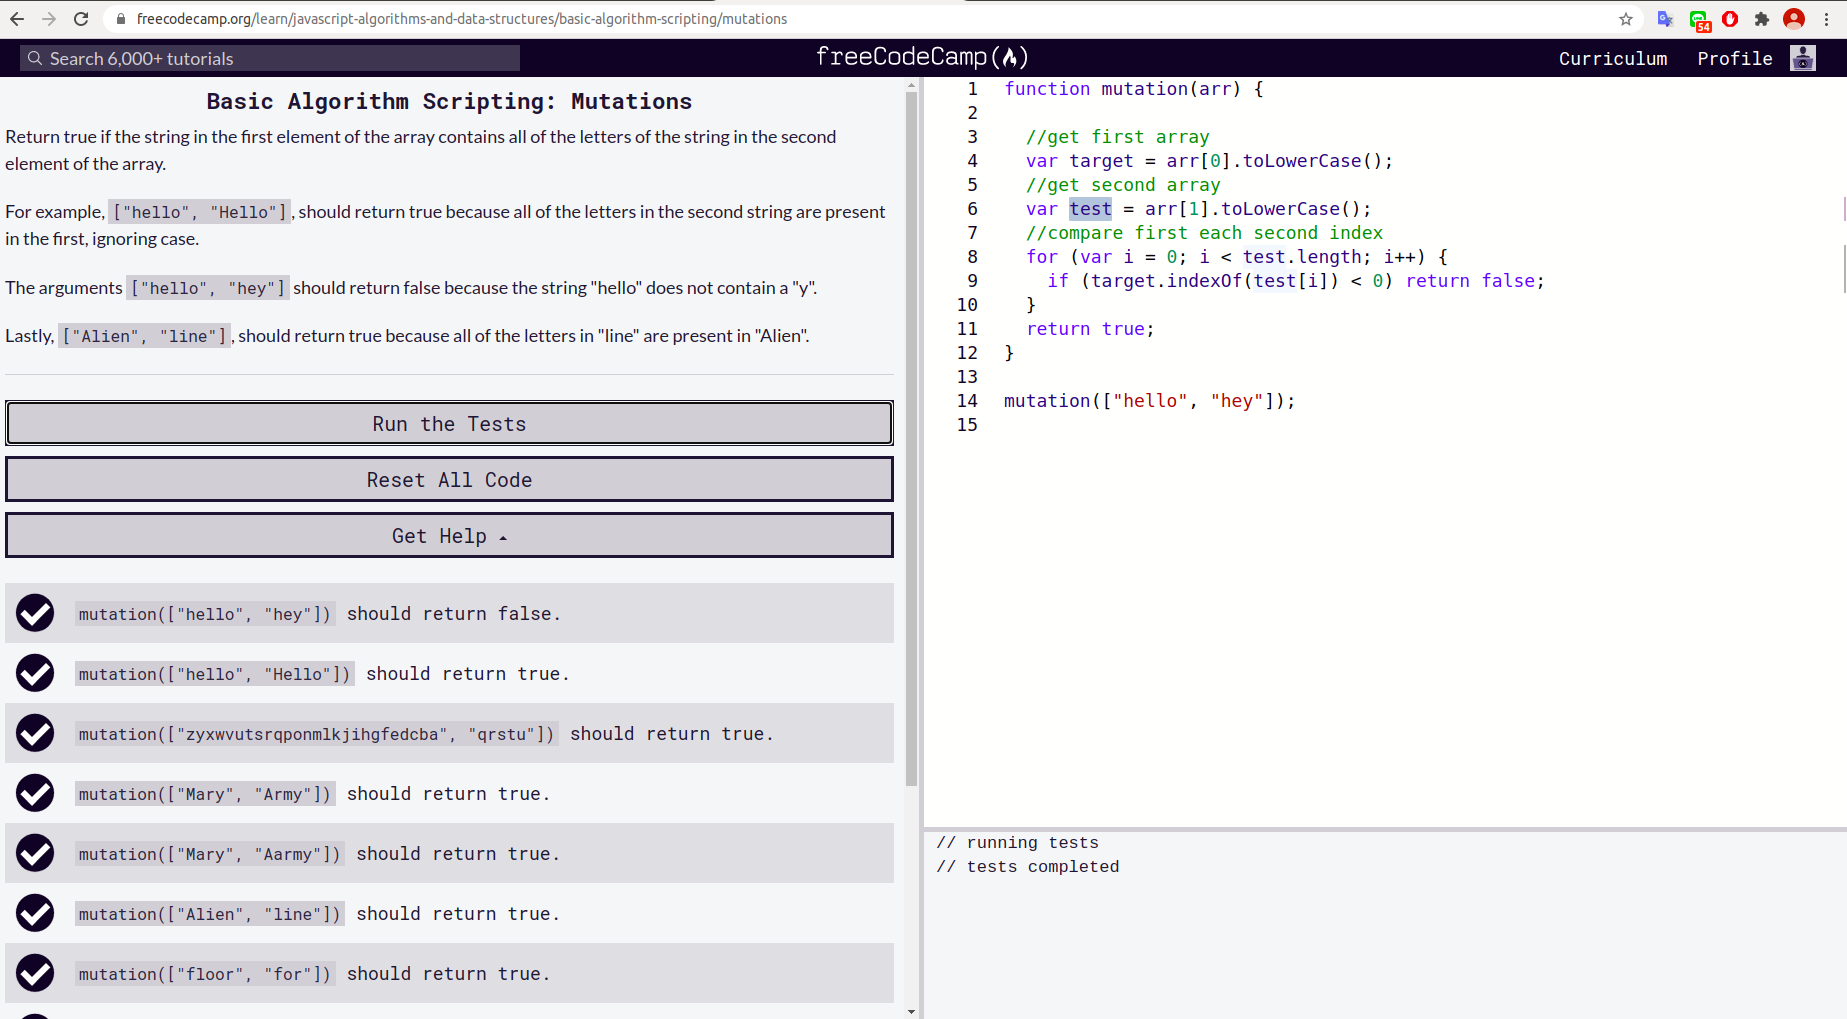 freecodecamp.org/learn/javascript-algorithms-and-data-structures/basic-algorithm-scripting/mutations
54
Search 6,000+ tutorials
freeCodeCamp
Curriculum
Profile
Basic Algorithm Scripting: Mutations
Return true if the string in the first element of the array contains all of the letters of the string in the second
element of the array.
For example, ["hello", "Hello"], should return true because all of the letters in the second string are present
in the first, ignoring case.
The arguments ["hello", "hey"] should return false because the string "hello" does not contain a "y".
Lastly, ["Alien", "line"], should return true because all of the letters in "line" are present in "Alien".
Run the Tests
Reset All Code
Get Help
mutation(["hello", "hey"]) should return false.
mutation(["hello", "Hello"]) should return true.
mutation(["zyxwvutsrqponmlkjihgfedcba", "qrstu"]) should return true.
mutation(["Mary", "Army"]) should return true.
mutation(["Mary", "Aarmy"]) should return true.
mutation(["Alien", "line"]) should return true.
mutation(["floor", "for"]) should return true.
1 function mutation(arr) {
2
3 //get first array
4 var target = arr[0].toLowerCase();
5 //get second array
6 var test = arr[1].toLowerCase();
7 //compare first each second index
8 for (var i = 0; i < test.length; i++) {
9 if (target.indexOf(test[i]) < 0) return false;
10 }
11 return true;
12 }
13
14 mutation(["hello", "hey"]);
15
// running tests
// tests completed